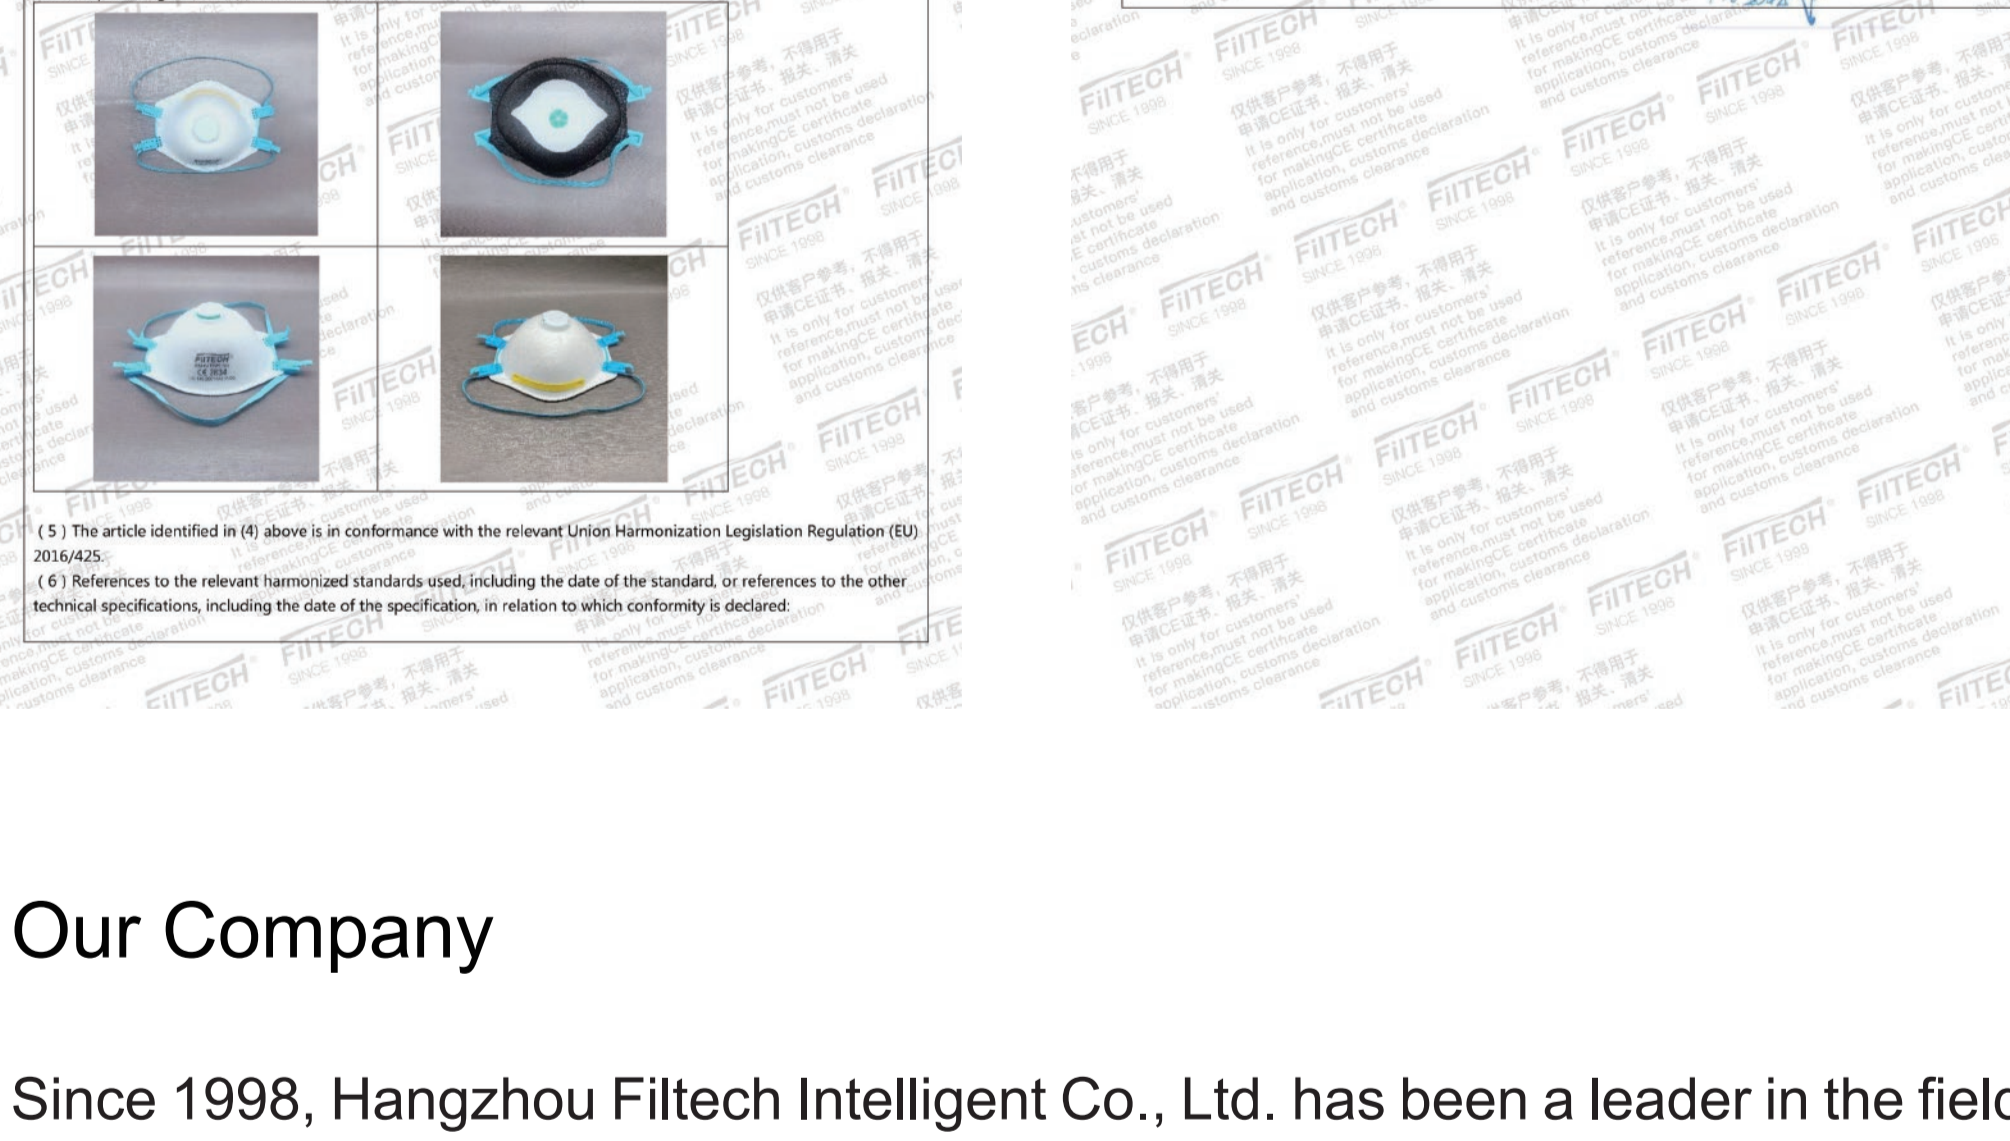 FiiTECH
CE 2834
( 5 ) The article identified in (4) above is in conformance with the relevant Union Harmonization Legislation Regulation (EU)
2016/425.
( 6 ) References to the relevant harmonized standards used, including the date of the standard, or references to the other
technical specifications, including the date of the specification, in relation to which conformity is declared:
FiiTECH
SINCE 1998
仅供客户参考，不得用于
申请CE证书、报关、清关
It is only for customers'
reference,must not be used
for makingCE certificate
application, customs declaration
and customs clearance
Our Company
Since 1998, Hangzhou Filtech Intelligent Co., Ltd. has been a leader in the field